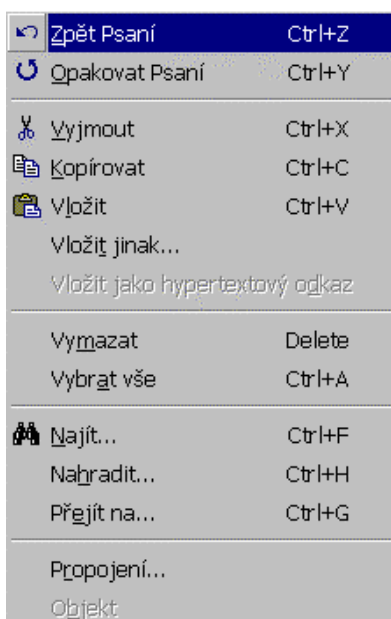 Zpět Psaní Ctrl+Z
Opakovat Psaní Ctrl+Y
Vyjmout Ctrl+X
Kopírovat Ctrl+C
Vložit Ctrl+V
Vložit jinak...
Vložit jako hypertextový odkaz
Vymazat Delete
Vybrat vše Ctrl+A
Najít... Ctrl+F
Nahradit... Ctrl+H
Přejít na... Ctrl+G
Propojení...
Objekt